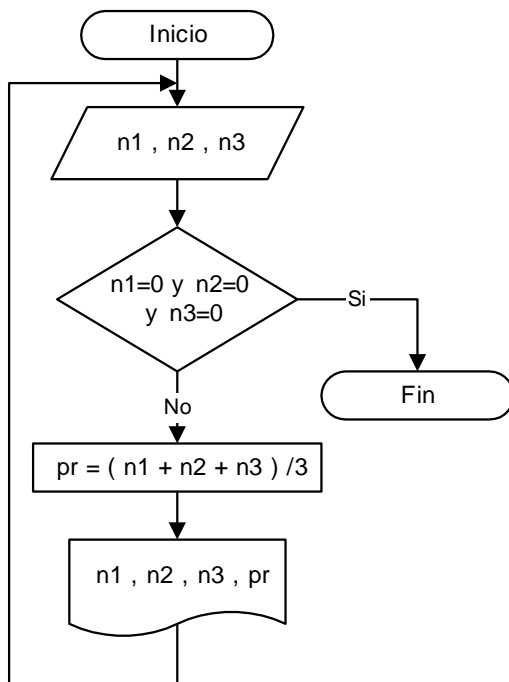 Inicio
n1 , n2 , n3
n1=0 y n2=0
y n3=0
Si
Fin
No
pr = ( n1 + n2 + n3 ) /3
n1 , n2 , n3 , pr